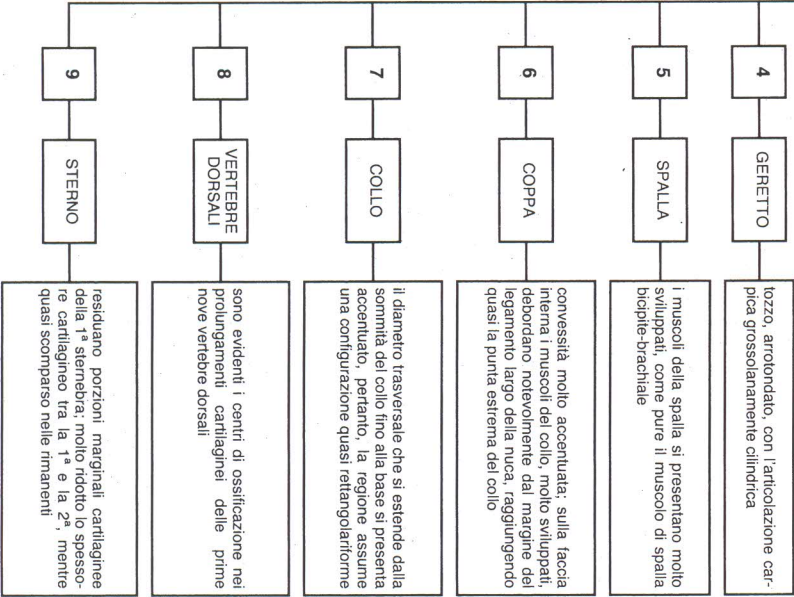 4
GERETTO
tozzo, arrotondato, con l'articolazione car-
pica grossolanamente cilindrica
5
SPALLA
i muscoli della spalla si presentano molto
sviluppati, come pure il muscolo di spalla
bicipite-brachiale
6
COPPA
convessità molto accentuata; sulla faccia
interna i muscoli del collo, molto sviluppati,
debordano notevolmente dal margine del
legamento largo della nuca, raggiungendo
quasi la punta estrema del collo
7
COLLO
il diametro trasversale che si estende dalla
sommità del collo fino alla base si presenta
accentuato, pertanto, la regione assume
una configurazione quasi rettangolariforme
8
VERTEBRE
DORSALI
sono evidenti i centri di ossificazione nei
prolungamenti cartilaginei delle prime
nove vertebre dorsali
9
STERNO
residuano porzioni marginali cartilaginee
della 1ª sternebra; molto ridotto lo spesso-
re cartilagineo tra la 1ª e la 2ª, mentre
quasi scomparso nelle rimanenti